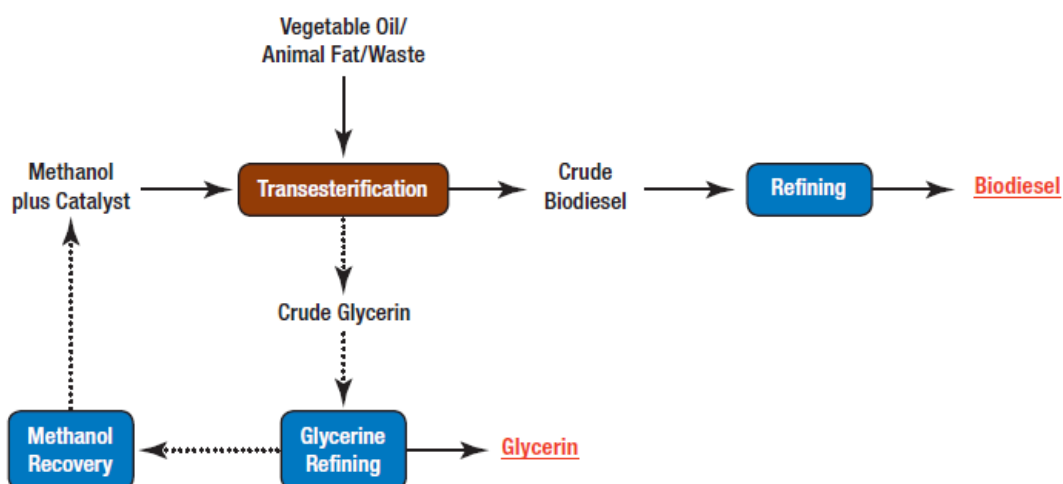 Vegetable Oil/
Animal Fat/Waste
Methanol
plus Catalyst
Transesterification
Crude
Biodiesel
Refining
Biodiesel
Crude Glycerin
Methanol
Recovery
Glycerine
Refining
Glycerin